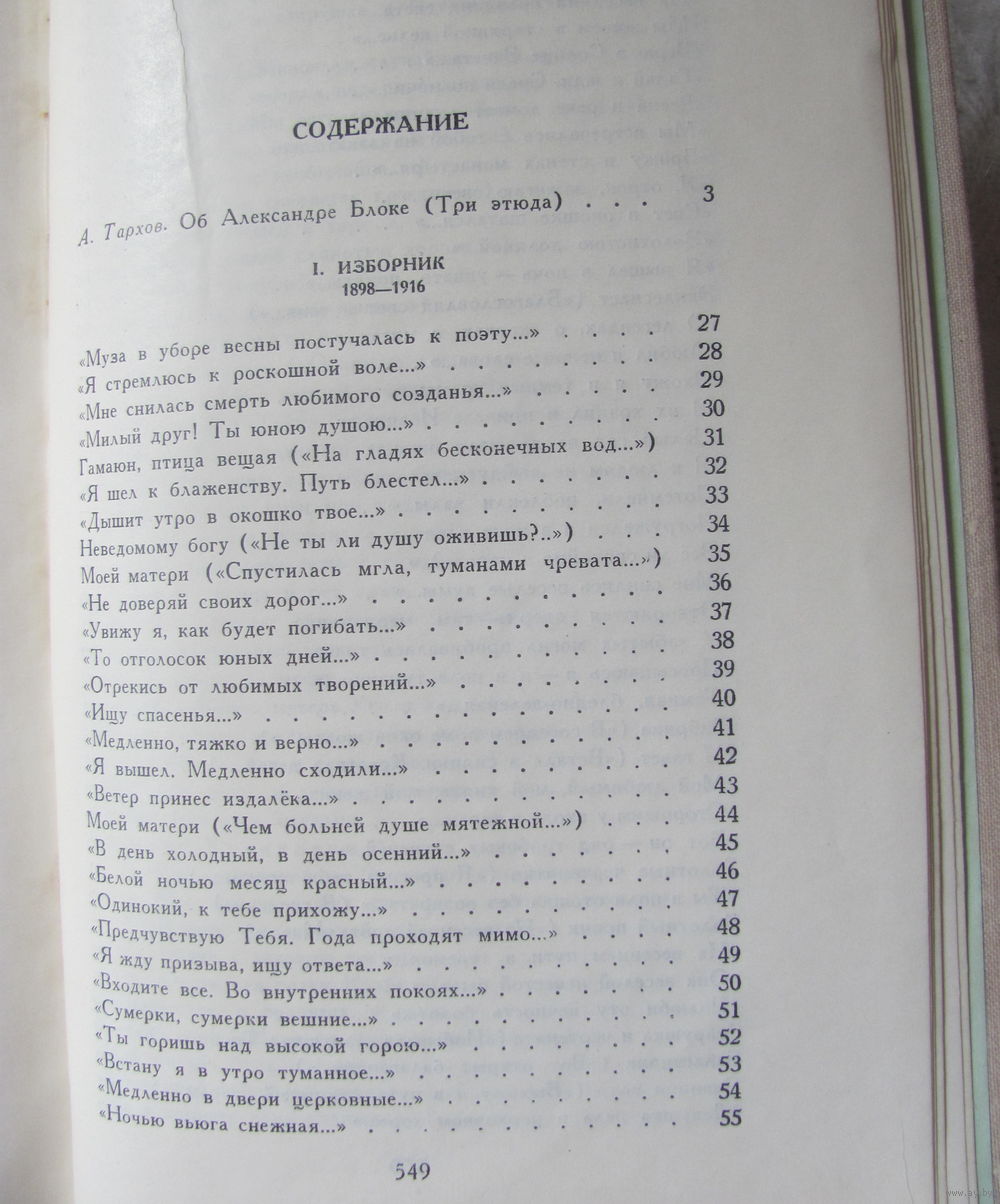 СОДЕРЖАНИЕ
А. Тархов. Об Александре Блоке (Три этюда) . . . 3
I. ИЗБОРНИК
1898—1916
«Муза в уборе весны постучалась к поэту...» . . . . 27
«Я стремлюсь к роскошной воле...» . . . . . . . 28
«Мне снилась смерть любимого созданья...» . . . . . 29
«Милый друг! Ты юною душою...» . . . . . . . . 30
Гамаюн, птица вещая («На гладях бесконечных вод...») 31
«Я шел к блаженству. Путь блестел...» . . . . . . . 32
«Дышит утро в окошко твое...» . . . . . . . . . . 33
Неведомому богу («Не ты ли душу оживишь?..») . . . 34
Моей матери («Спустилась мгла, туманами чревата...») 35
«Не доверяй своих дорог...» . . . . . . . . . . 36
«Увижу я, как будет погибать...» . . . . . . . . . 37
«То отголосок юных дней...» . . . . . . . . . . . 38
«Отрекись от любимых творений...» . . . . . . . . 39
«Ищу спасенья...» . . . . . . . . . . . . . . 40
«Медленно, тяжко и верно...» . . . . . . . . . . 41
«Я вышел. Медленно сходили...» . . . . . . . . . 42
«Ветер принес издалёка...» . . . . . . . . . . . 43
Моей матери («Чем больней душе мятежной...») . . . 44
«В день холодный, в день осенний...» . . . . . . . 45
«Белой ночью месяц красный...» . . . . . . . . . 46
«Одинокий, к тебе прихожу...» . . . . . . . . . . 47
«Предчувствую Тебя. Года проходят мимо...» . . . . 48
«Я жду призыва, ищу ответа...» . . . . . . . . . . 49
«Входите все. Во внутренних покоях...» . . . . . . . 50
«Сумерки, сумерки вешние...» . . . . . . . . . . . 51
«Ты горишь над высокой горою...» . . . . . . . . 52
«Встану я в утро туманное...» . . . . . . . . . . 53
«Медленно в двери церковные...» . . . . . . . . . 54
«Ночью вьюга снежная...» . . . . . . . . . . . . 55
549
www.ay.by